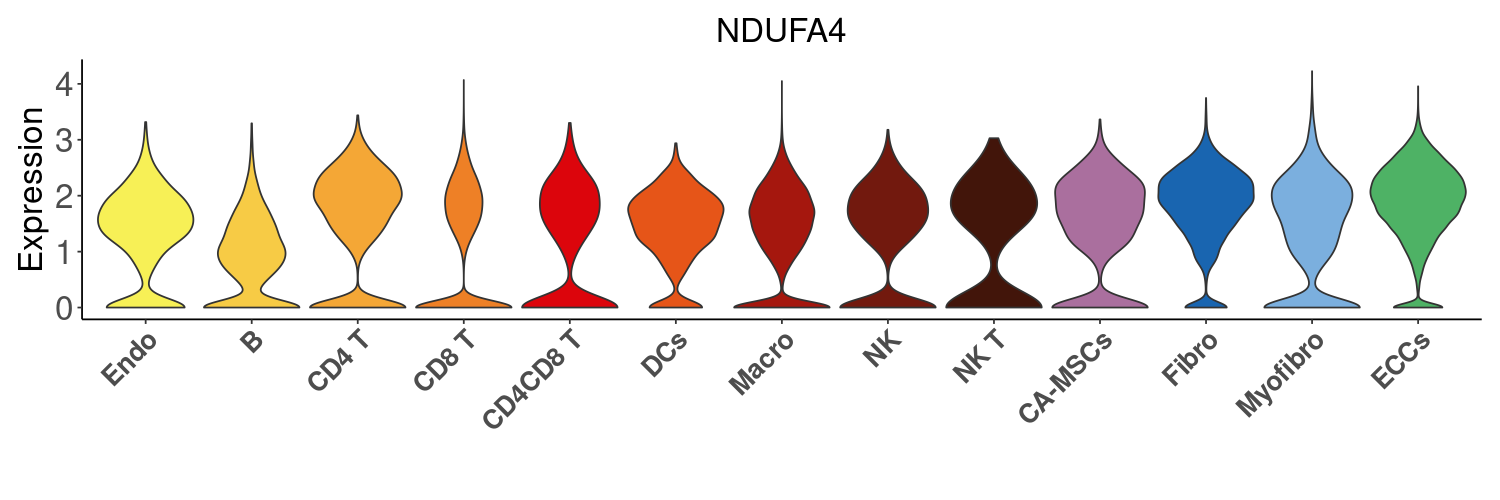 NDUFA4
Expression
4
3
2
1
0
Endo
B
CD4 T
CD8 T
CD4CD8 T
DCs
Macro
NK
NK T
CA-MSCs
Fibro
Myofibro
ECCs